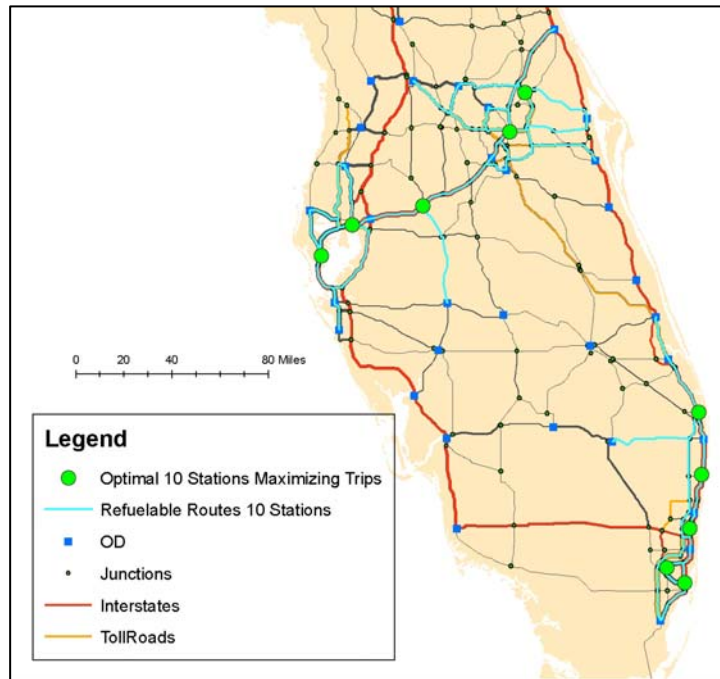 0 20 40 80 Miles
Legend
Optimal 10 Stations Maximizing Trips
Refuelable Routes 10 Stations
OD
Junctions
Interstates
TollRoads